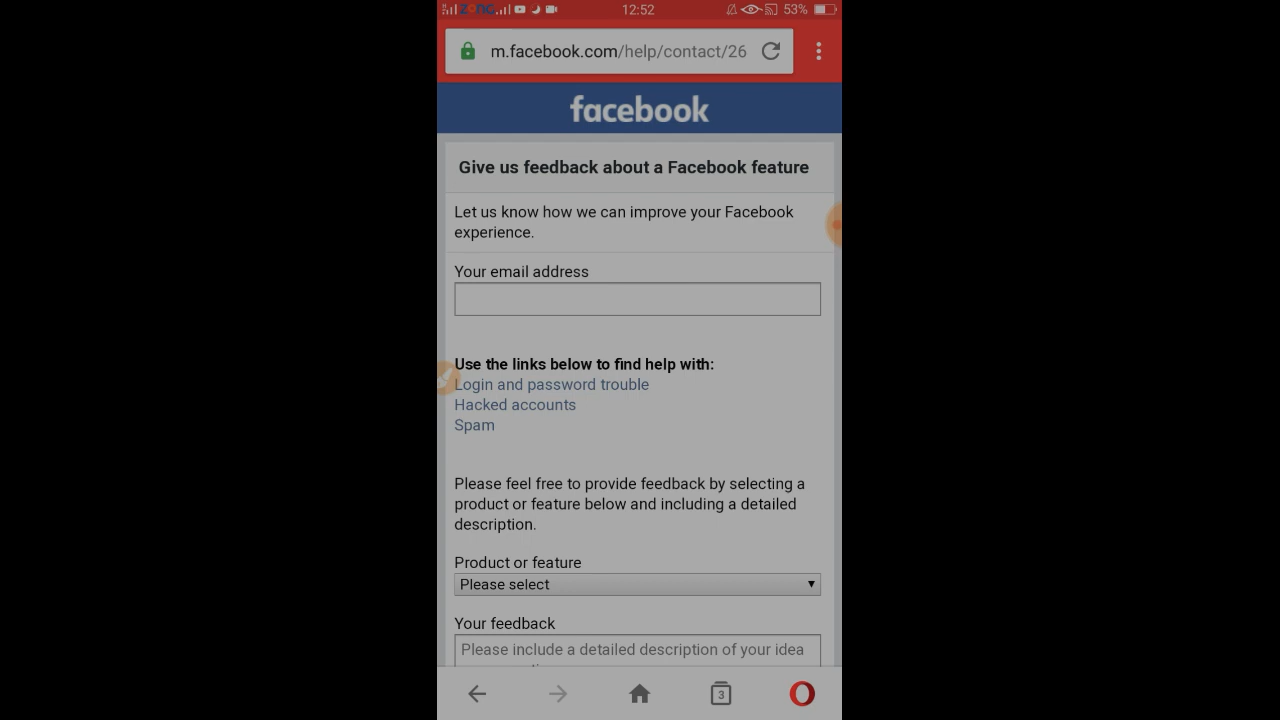 zonc 12:52 53%
m.facebook.com/help/contact/26
facebook
Give us feedback about a Facebook feature
Let us know how we can improve your Facebook
experience.
Your email address
Use the links below to find help with:
Login and password trouble
Hacked accounts
Spam
Please feel free to provide feedback by selecting a
product or feature below and including a detailed
description.
Product or feature
Please select
Your feedback
Please include a detailed description of your idea
3